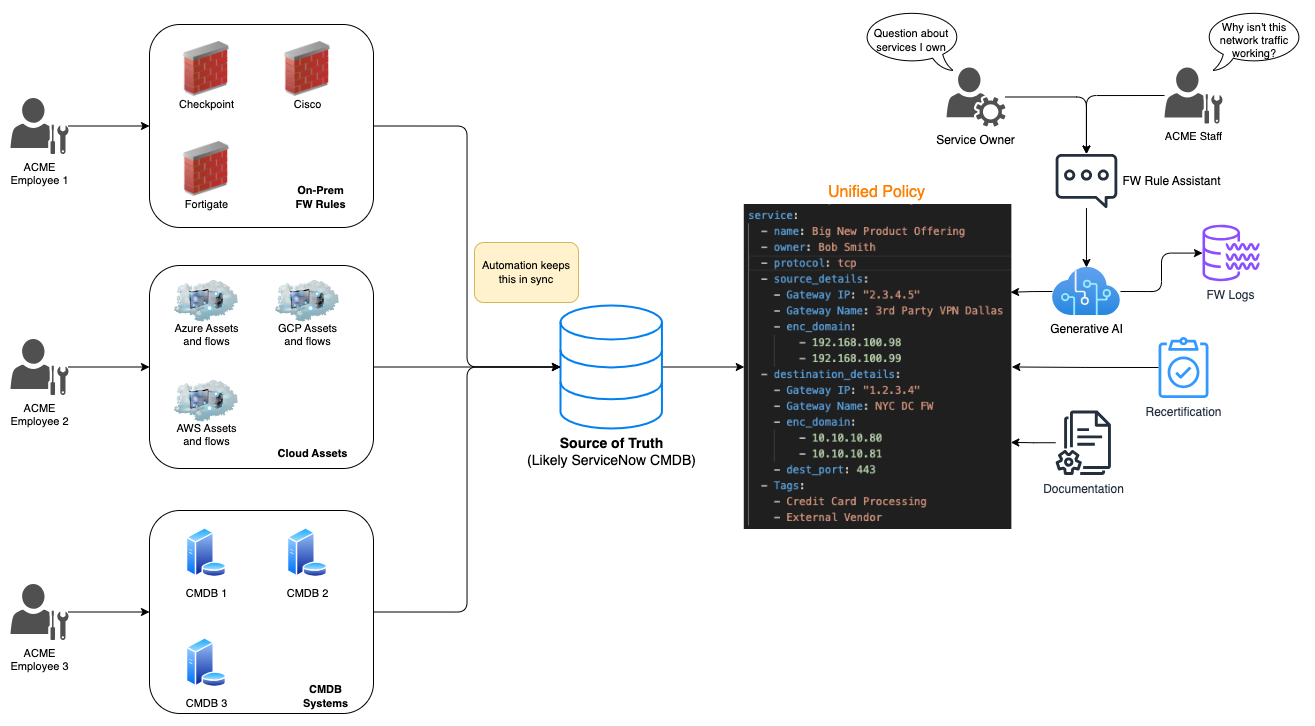 Checkpoint
Cisco
Fortigate
On-Prem
FW Rules
ACME
Employee 1
Azure Assets
and flows
GCP Assets
and flows
AWS Assets
and flows
Cloud Assets
ACME
Employee 2
CMDB 1
CMDB 2
CMDB 3
CMDB
Systems
ACME
Employee 3
Automation keeps
this in sync
Source of Truth
(Likely ServiceNow CMDB)
Unified Policy
service:
- name: Big New Product Offering
- owner: Bob Smith
- protocol: tcp
- source_details:
- Gateway IP: "2.3.4.5"
- Gateway Name: 3rd Party VPN Dallas
- enc_domain:
- 192.168.100.98
- 192.168.100.99
- destination_details:
- Gateway IP: "1.2.3.4"
- Gateway Name: NYC DC FW
- enc_domain:
- 10.10.10.80
- 10.10.10.81
- dest_port: 443
- Tags:
- Credit Card Processing
- External Vendor
Question about
services I own
Service Owner
Why isn't this
network traffic
working?
ACME Staff
FW Rule Assistant
Generative AI
FW Logs
Recertification
Documentation